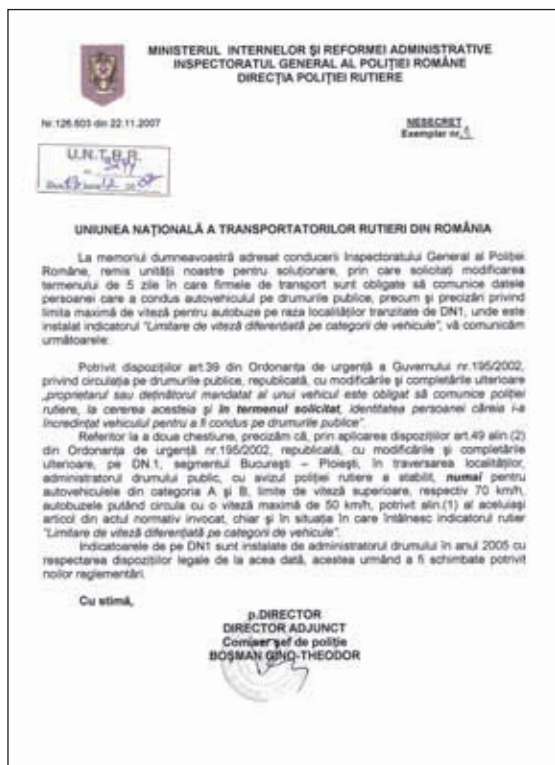 MINISTERUL INTERNELOR ŞI REFORMEI ADMINISTRATIVE
INSPECTORATUL GENERAL AL POLIŢIEI ROMÂNE
DIRECŢIA POLIŢIEI RUTIERE
Nr.126.603 din 22.11.2007
NESECRET
Exemplar nr.
U.N.T.R.R.
UNIUNEA NAŢIONALĂ A TRANSPORTATORILOR RUTIERI DIN ROMÂNIA
La memoriul dumneavoastră adresat conducerii Inspectoratului General al Poliţiei
Române, remis unităţii noastre pentru soluţionare, prin care solicitaţi modificarea
termenului de 5 zile în care firmele de transport sunt obligate să comunice datele
persoanei care a condus autovehiculul pe drumurile publice, precum şi precizări privind
limita maximă de viteză pentru autobuze pe raza localităţilor tranzitate de DN1, unde este
instalat indicatorul "Limitare de viteză diferenţiată pe categorii de vehicule", vă comunicăm
următoarele:
Potrivit dispoziţiilor art.39 din Ordonanţa de urgenţă a Guvernului nr.195/2002,
privind circulaţia pe drumurile publice, republicată, cu modificările şi completările ulterioare
„proprietarul sau deţinătorul mandatat al unui vehicul este obligat să comunice poliţiei
rutiere, la cererea acesteia şi în termenul solicitat, identitatea persoanei căreia i-a
încredinţat vehiculul pentru a fi condus pe drumurile publice".
Referitor la a doua chestiune, precizăm că, prin aplicarea dispoziţiilor art.49 alin.(2)
din Ordonanţa de urgenţă nr.195/2002, republicată, cu modificările şi completările
ulterioare, pe DN.1, segmentul Bucureşti – Ploieşti, în traversarea localităţilor,
administratorul drumului public, cu avizul poliţiei rutiere a stabilit, numai pentru
autovehiculele din categoria A şi B, limite de viteză superioare, respectiv 70 km/h,
autobuzele putând circula cu o viteză maximă de 50 km/h, potrivit alin.(1) al aceluiaşi
articol din actul normativ invocat, chiar şi în situaţia în care întâlnesc indicatorul rutier
"Limitare de viteză diferenţiată pe categorii de vehicule".
Indicatoarele de pe DN1 sunt instalate de administratorul drumului în anul 2005 cu
respectarea dispoziţiilor legale de la acea dată, acestea urmând a fi schimbate potrivit
noilor reglementări.
Cu stimă,
p.DIRECTOR
DIRECTOR ADJUNCT
Comisar şef de poliţie
BOŞMAN GINO-THEODOR